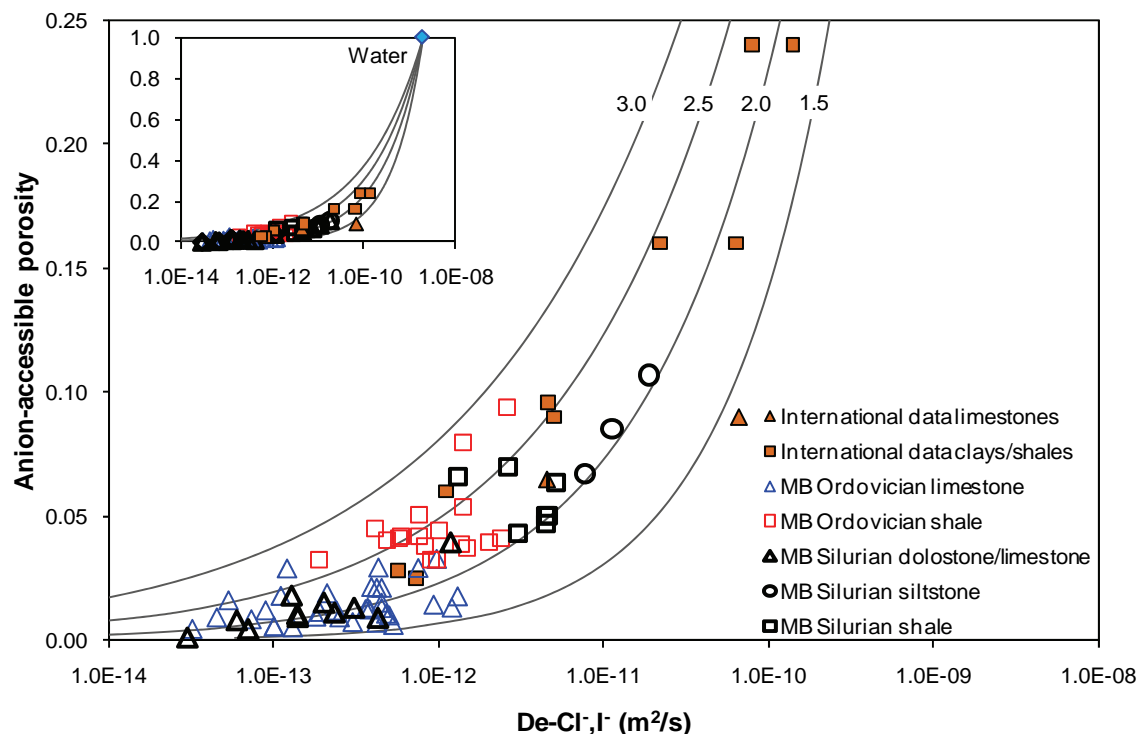 0.25
0.20
0.15
0.10
0.05
0.00
Anion-accessible porosity
1.0
0.8
0.6
0.4
0.2
0.0
Water
1.0E-14 1.0E-12 1.0E-10 1.0E-08
3.0 2.5 2.0 1.5
International data limestones
International data clays/shales
MB Ordovician limestone
MB Ordovician shale
MB Silurian dolostone/limestone
MB Silurian siltstone
MB Silurian shale
1.0E-14 1.0E-13 1.0E-12 1.0E-11 1.0E-10 1.0E-09 1.0E-08
De-Cl⁻,I⁻ (m²/s)